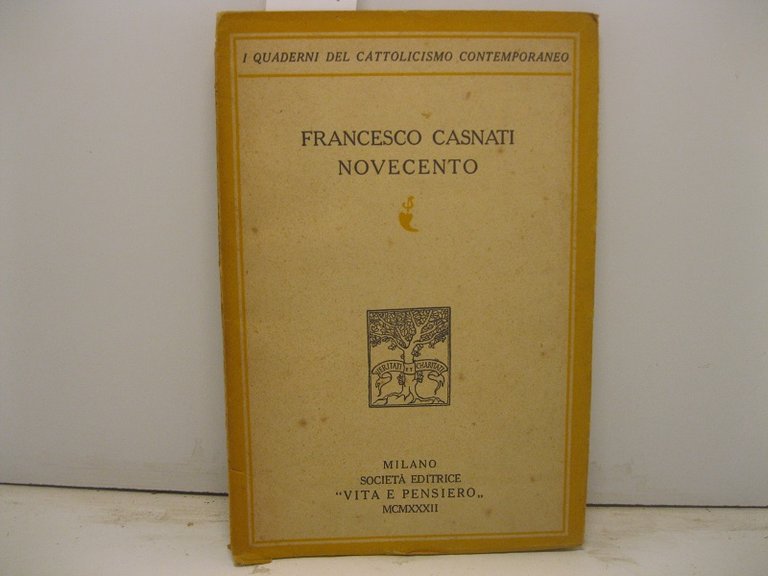 I QUADERNI DEL CATTOLICISMO CONTEMPORANEO
FRANCESCO CASNATI
NOVECENTO
VERITATI ET CHARITATI
MILANO
SOCIETÀ EDITRICE
"VITA E PENSIERO„
MCMXXXII